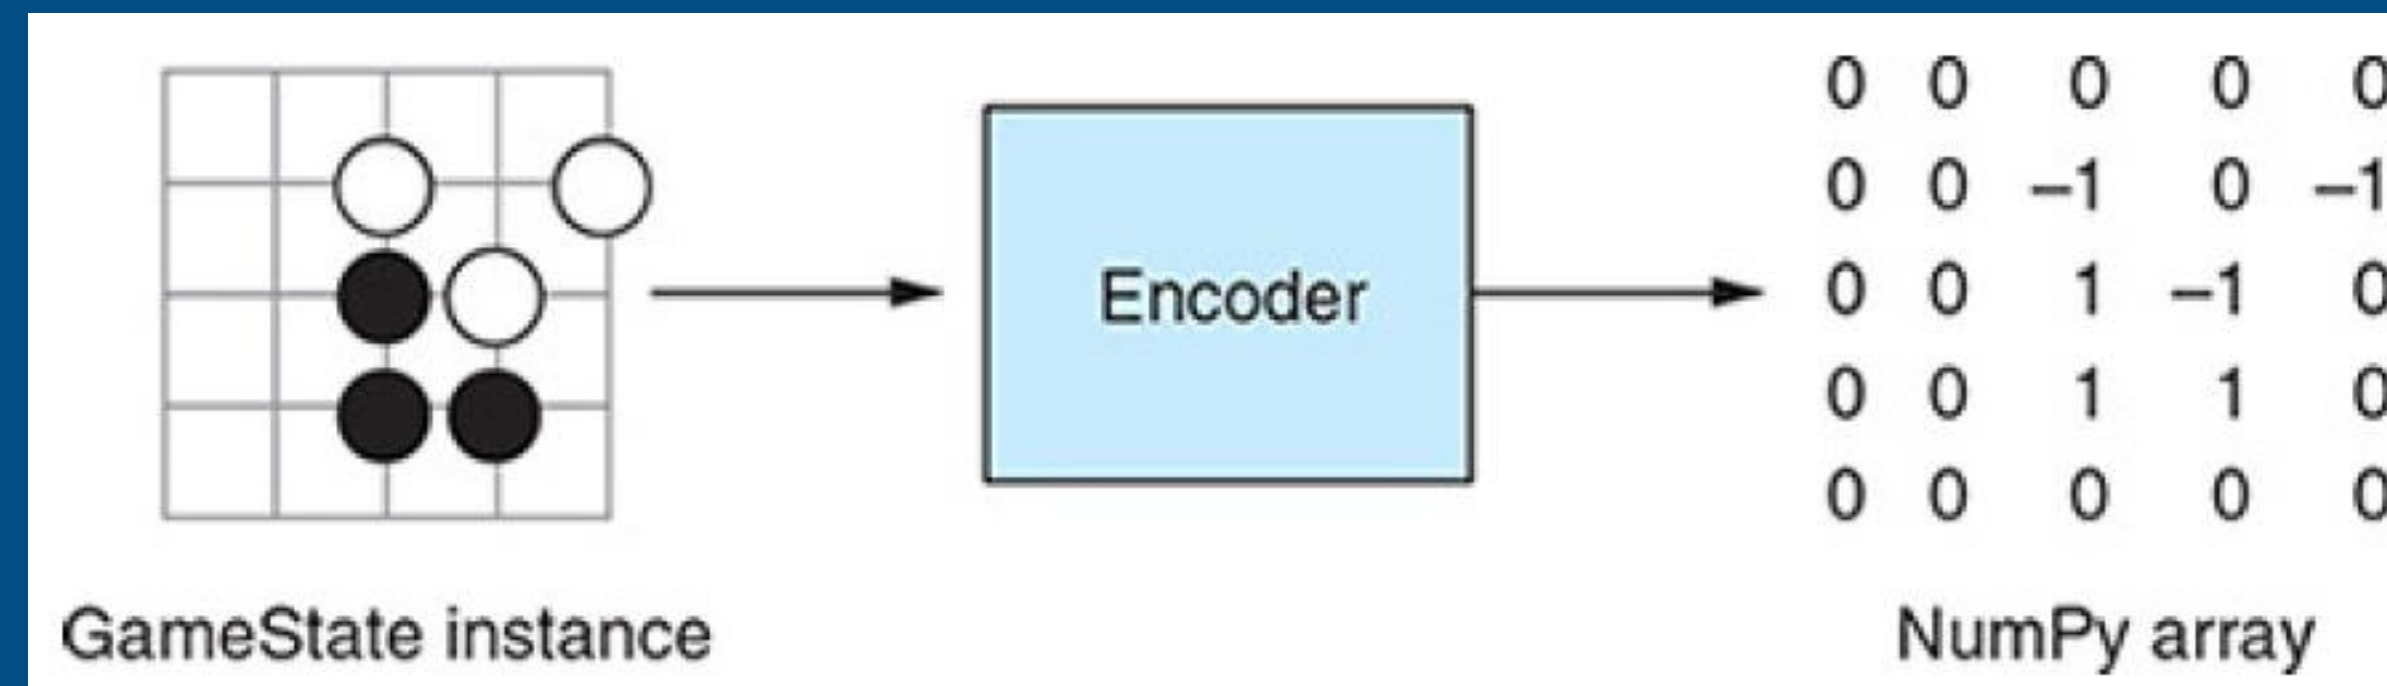 0 0 0 0 0
0 0 –1 0 –1
0 0 1 –1 0
Encoder
0 0 1 1 0
0 0 0 0 0
GameState instance
NumPy array